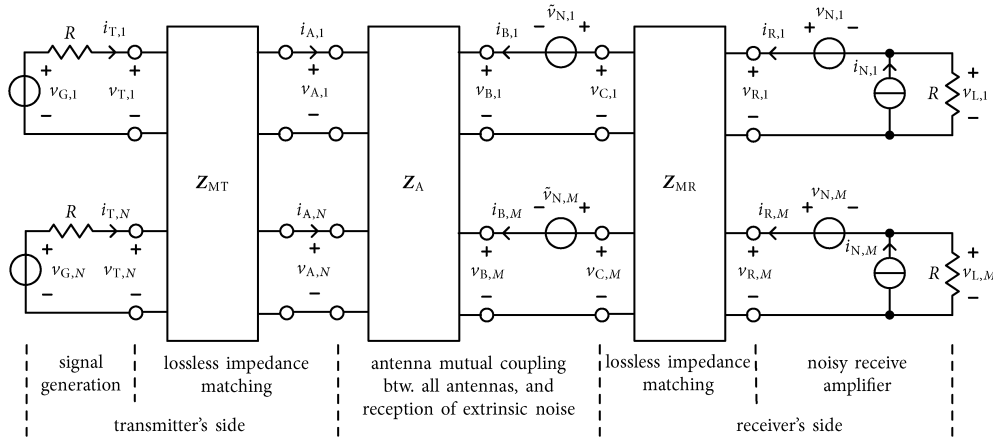 R i_T,1 i_A,1 i_B,1 ṽ_N,1 i_R,1 v_N,1
+ + + − + + + − +
v_G,1 v_T,1 v_A,1 v_B,1 v_C,1 v_R,1 i_N,1 R v_L,1
− − − − − − −
Z_MT Z_A Z_MR
R i_T,N i_A,N i_B,M ṽ_N,M i_R,M v_N,M
+ + + − + + + − +
v_G,N v_T,N v_A,N v_B,M v_C,M v_R,M i_N,M R v_L,M
− − − − − − −
signal
generation
lossless impedance
matching
antenna mutual coupling
btw. all antennas, and
reception of extrinsic noise
lossless impedance
matching
noisy receive
amplifier
transmitter's side
receiver's side